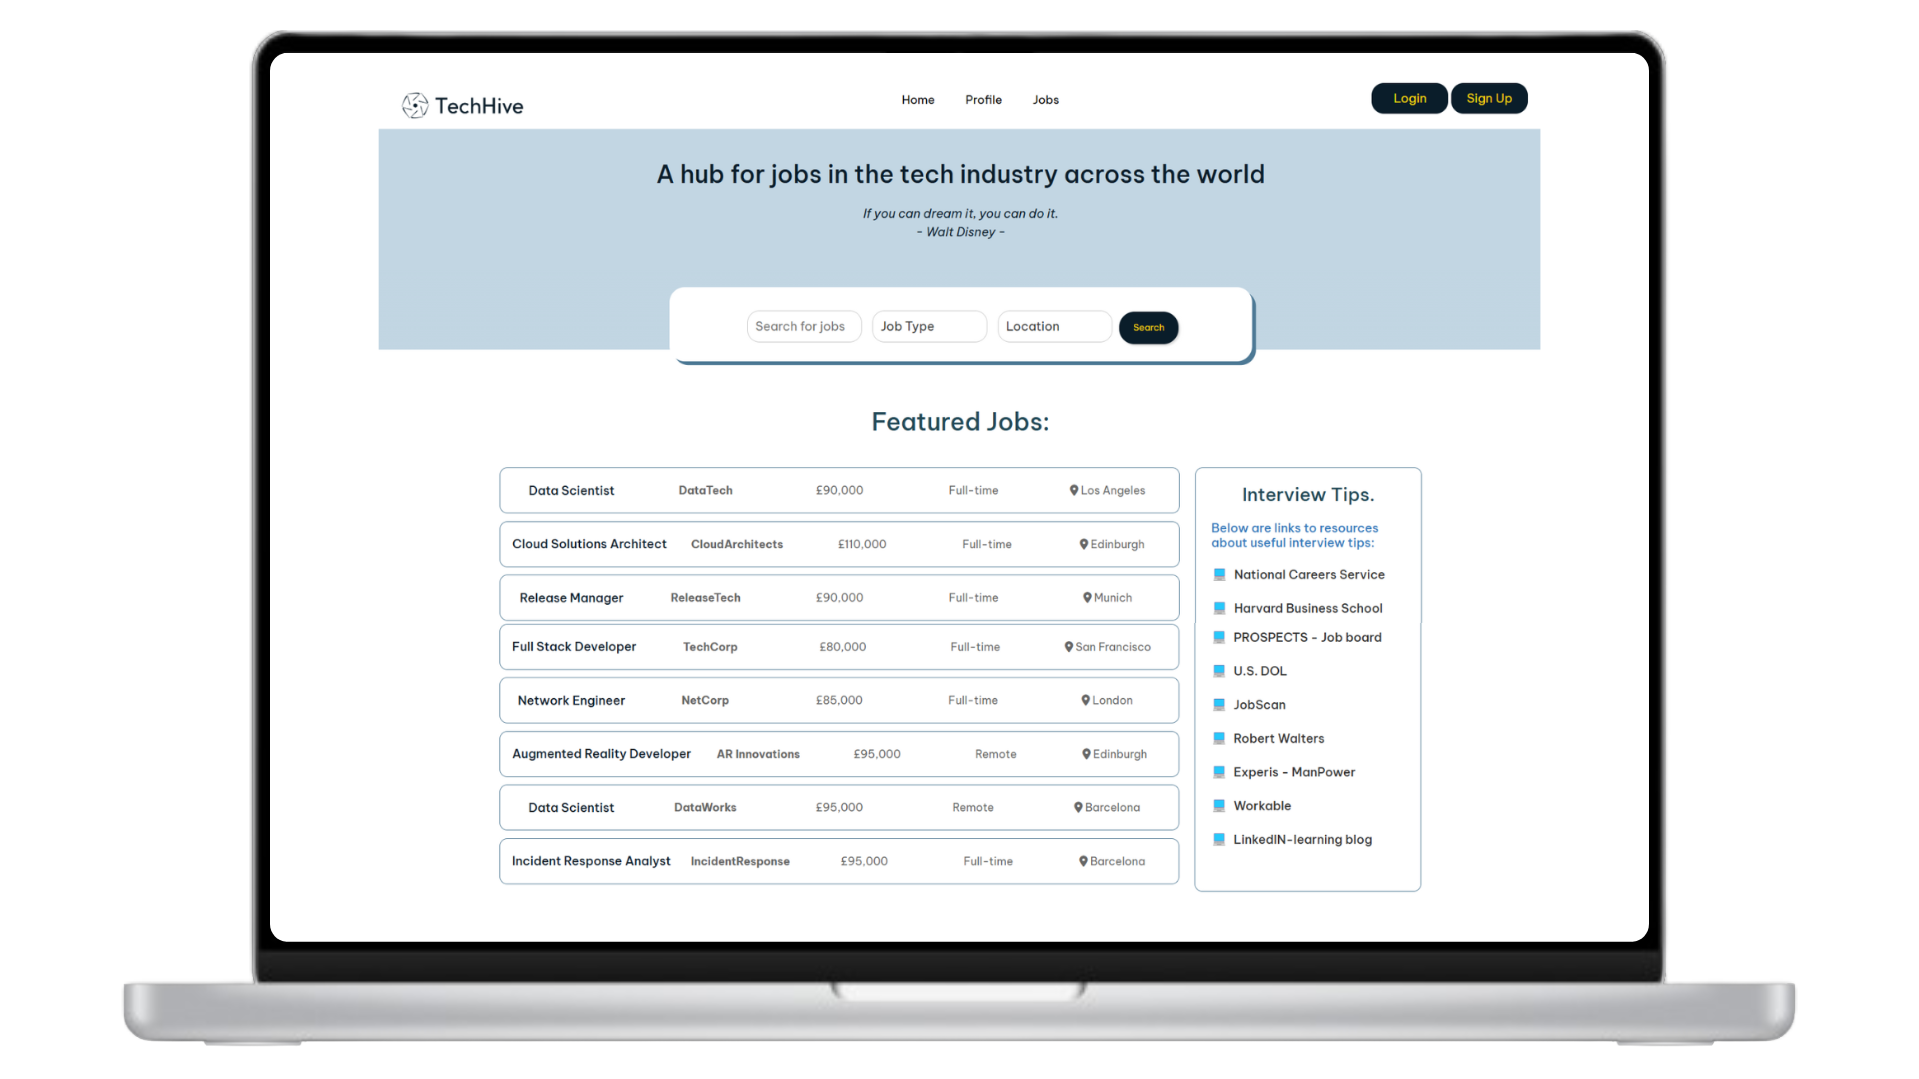 TechHive
Home Profile Jobs
Login Sign Up
A hub for jobs in the tech industry across the world
If you can dream it, you can do it.
- Walt Disney -
Search for jobs Job Type Location Search
Featured Jobs:
Data Scientist DataTech £90,000 Full-time Los Angeles
Cloud Solutions Architect CloudArchitects £110,000 Full-time Edinburgh
Release Manager ReleaseTech £90,000 Full-time Munich
Full Stack Developer TechCorp £80,000 Full-time San Francisco
Network Engineer NetCorp £85,000 Full-time London
Augmented Reality Developer AR Innovations £95,000 Remote Edinburgh
Data Scientist DataWorks £95,000 Remote Barcelona
Incident Response Analyst IncidentResponse £95,000 Full-time Barcelona
Interview Tips.
Below are links to resources
about useful interview tips:
National Careers Service
Harvard Business School
PROSPECTS - Job board
U.S. DOL
JobScan
Robert Walters
Experis - ManPower
Workable
LinkedIN-learning blog